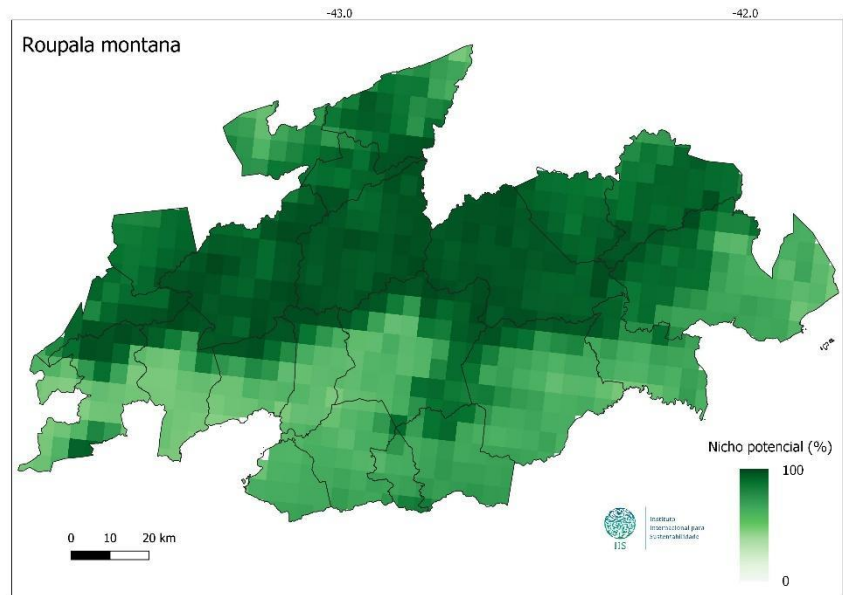 -43.0
-42.0
Roupala montana
Nicho potencial (%)
100
0
0 10 20 km
IIS
Instituto
Internacional para
Sustentabilidade